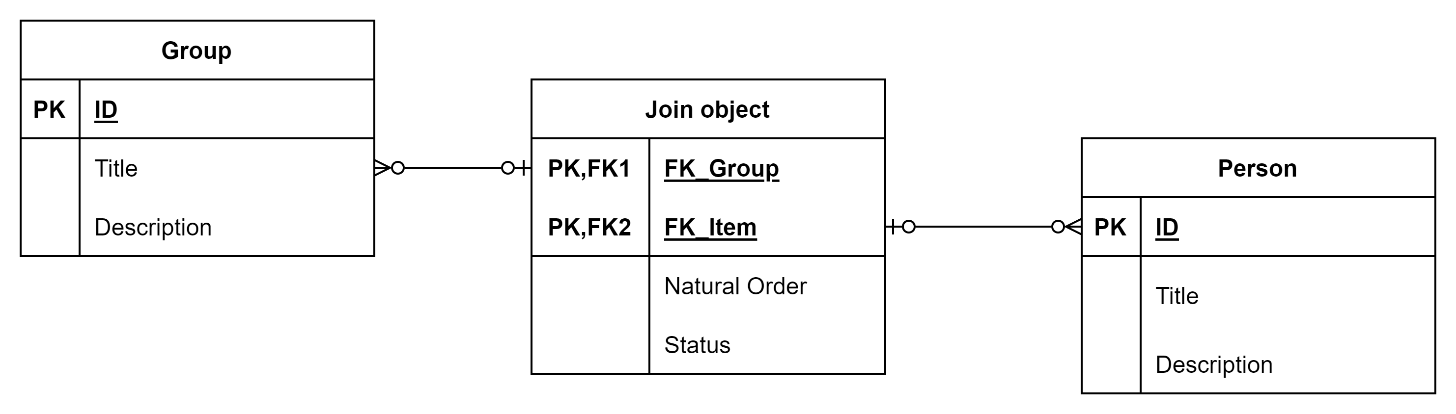 Group
PK ID
Title
Description
Join object
PK,FK1 FK_Group
PK,FK2 FK_Item
Natural Order
Status
Person
PK ID
Title
Description